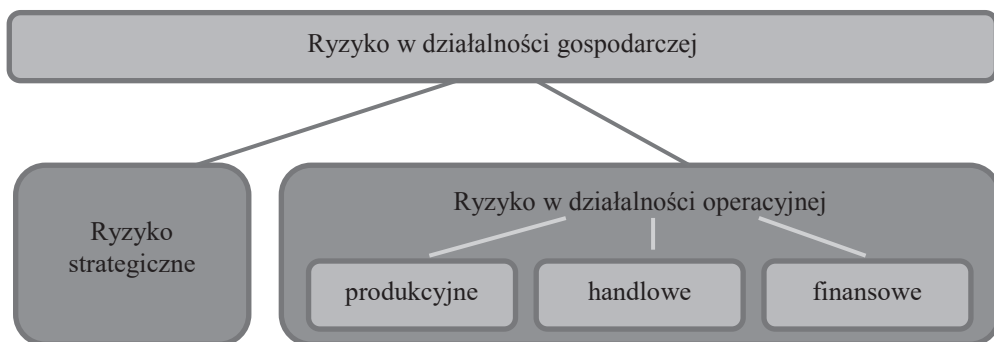 Ryzyko w działalności gospodarczej
Ryzyko
strategiczne
Ryzyko w działalności operacyjnej
produkcyjne
handlowe
finansowe